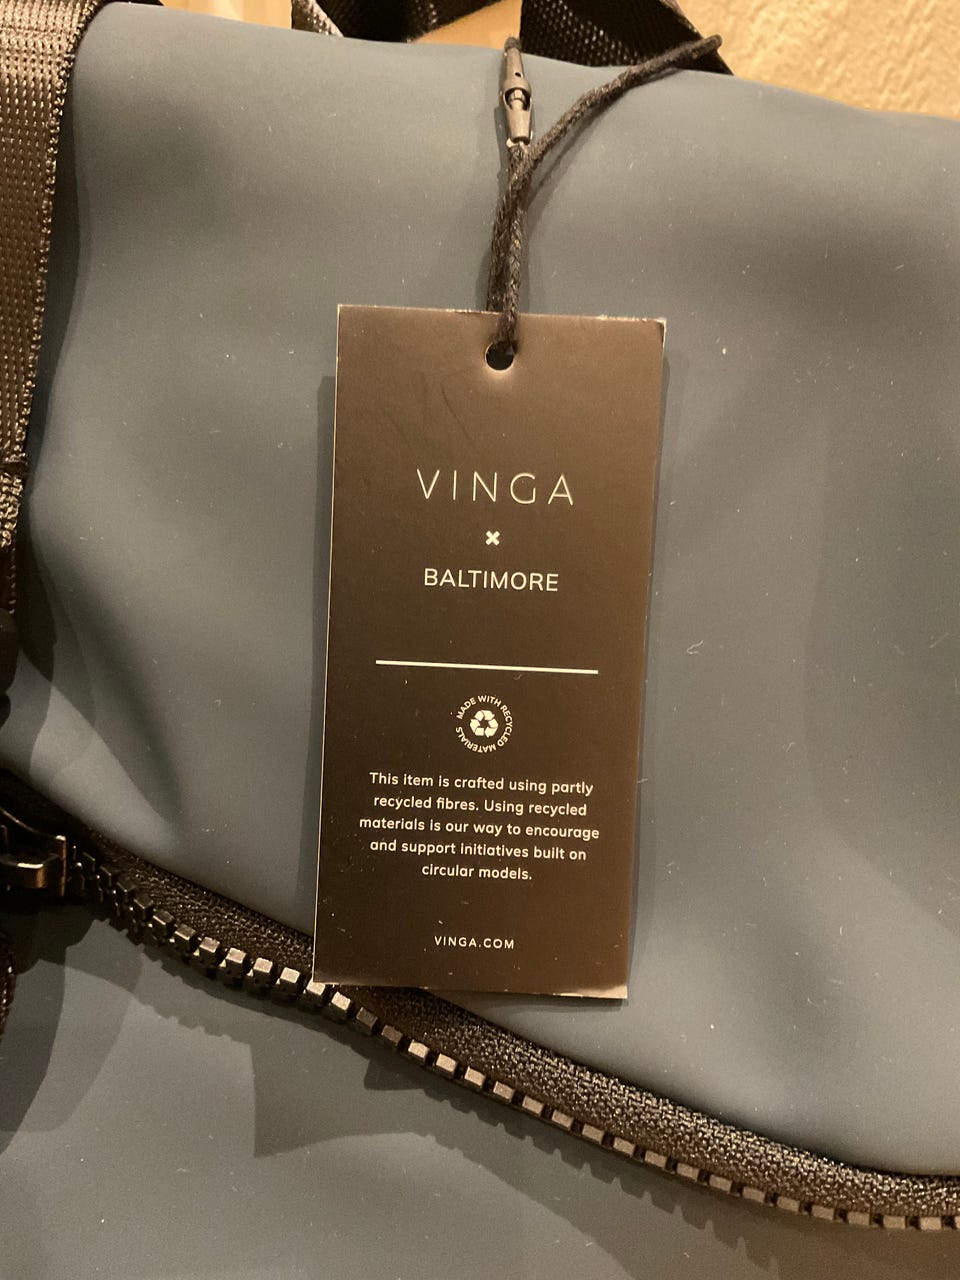 VINGA
×
BALTIMORE
MADE WITH RECYCLED MATERIALS
This item is crafted using partly
recycled fibres. Using recycled
materials is our way to encourage
and support initiatives built on
circular models.
VINGA.COM